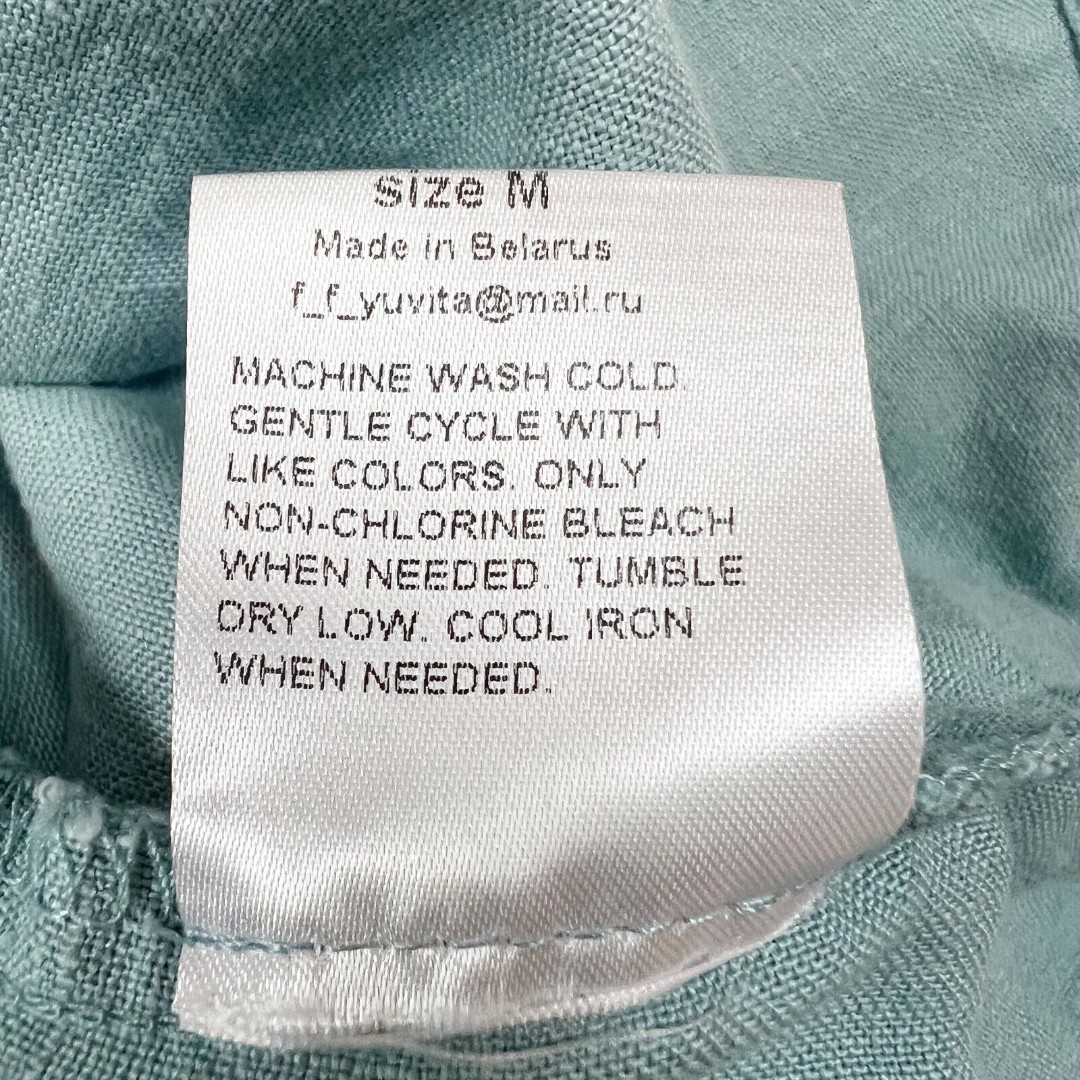 size M
Made in Belarus
f_f_yuvita@mail.ru
MACHINE WASH COLD.
GENTLE CYCLE WITH
LIKE COLORS. ONLY
NON-CHLORINE BLEACH
WHEN NEEDED. TUMBLE
DRY LOW. COOL IRON
WHEN NEEDED.